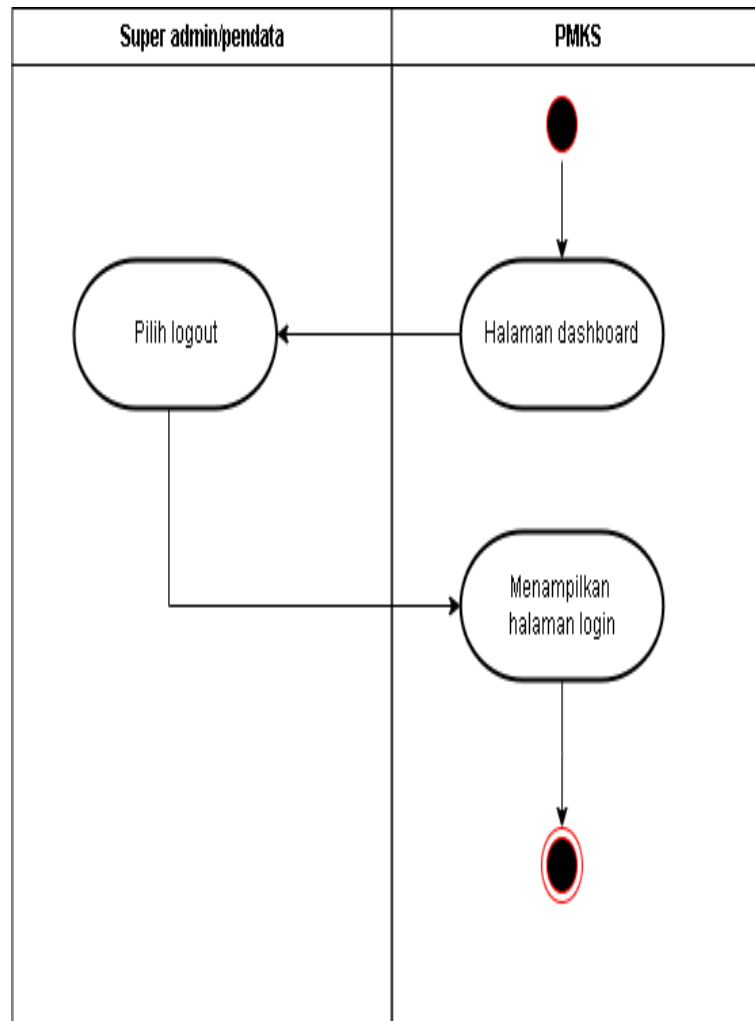 Super admin/pendata
PMKS
Halaman dashboard
Pilih logout
Menampilkan
halaman login